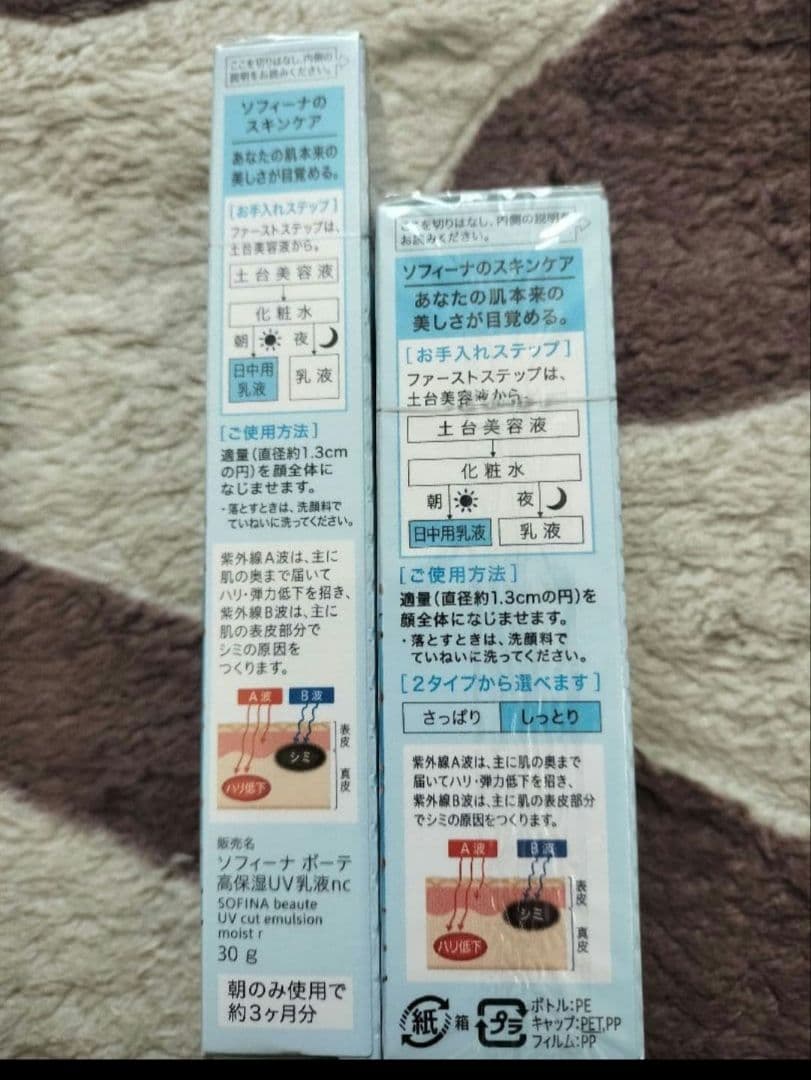 ここを切りはなし、内側の
説明をお読みください。
ソフィーナの
スキンケア
あなたの肌本来の
美しさが目覚める。
[お手入れステップ]
ファーストステップは、
土台美容液から。
土台美容液
化粧水
朝 夜
日中用
乳液
乳液
[ご使用方法]
適量(直径約1.3cm
の円)を顔全体に
なじませます。
・落とすときは、洗顔料で
ていねいに洗ってください。
紫外線A波は、主に
肌の奥まで届いて
ハリ・弾力低下を招き、
紫外線B波は、主に
肌の表皮部分で
シミの原因を
つくります。
A波 B波
表皮
シミ
真皮
ハリ低下
販売名
ソフィーナ ボーテ
高保湿UV乳液nc
SOFINA beaute
UV cut emulsion
moist r
30g
朝のみ使用で
約3ヶ月分
ここを切りはなし、内側の説明を
お読みください。
ソフィーナのスキンケア
あなたの肌本来の
美しさが目覚める。
[お手入れステップ]
ファーストステップは、
土台美容液から。
土台美容液
化粧水
朝 夜
日中用乳液 乳液
[ご使用方法]
適量(直径約1.3cmの円)を
顔全体になじませます。
・落とすときは、洗顔料で
ていねいに洗ってください。
[2タイプから選べます]
さっぱり しっとり
紫外線A波は、主に肌の奥まで
届いてハリ・弾力低下を招き、
紫外線B波は、主に肌の表皮部分
でシミの原因をつくります。
A波 B波
表皮
シミ
真皮
ハリ低下
紙 箱 プラ
ボトル:PE
キャップ:PET,PP
フィルム:PP